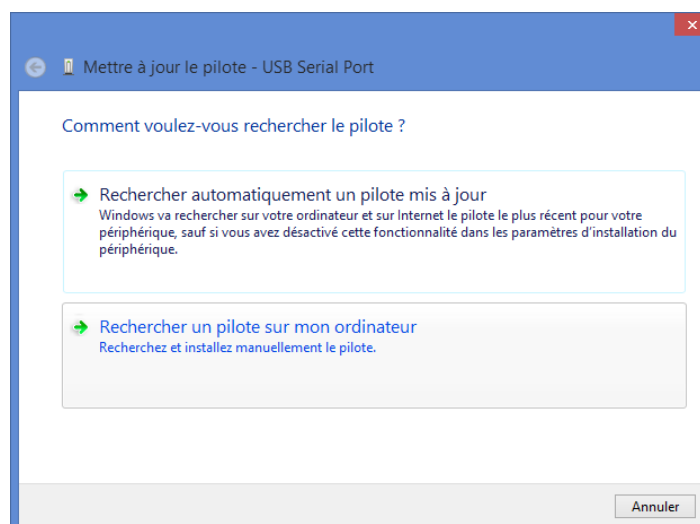 Mettre à jour le pilote - USB Serial Port
Comment voulez-vous rechercher le pilote ?
Rechercher automatiquement un pilote mis à jour
Windows va rechercher sur votre ordinateur et sur Internet le pilote le plus récent pour votre
périphérique, sauf si vous avez désactivé cette fonctionnalité dans les paramètres d'installation du
périphérique.
Rechercher un pilote sur mon ordinateur
Recherchez et installez manuellement le pilote.
Annuler